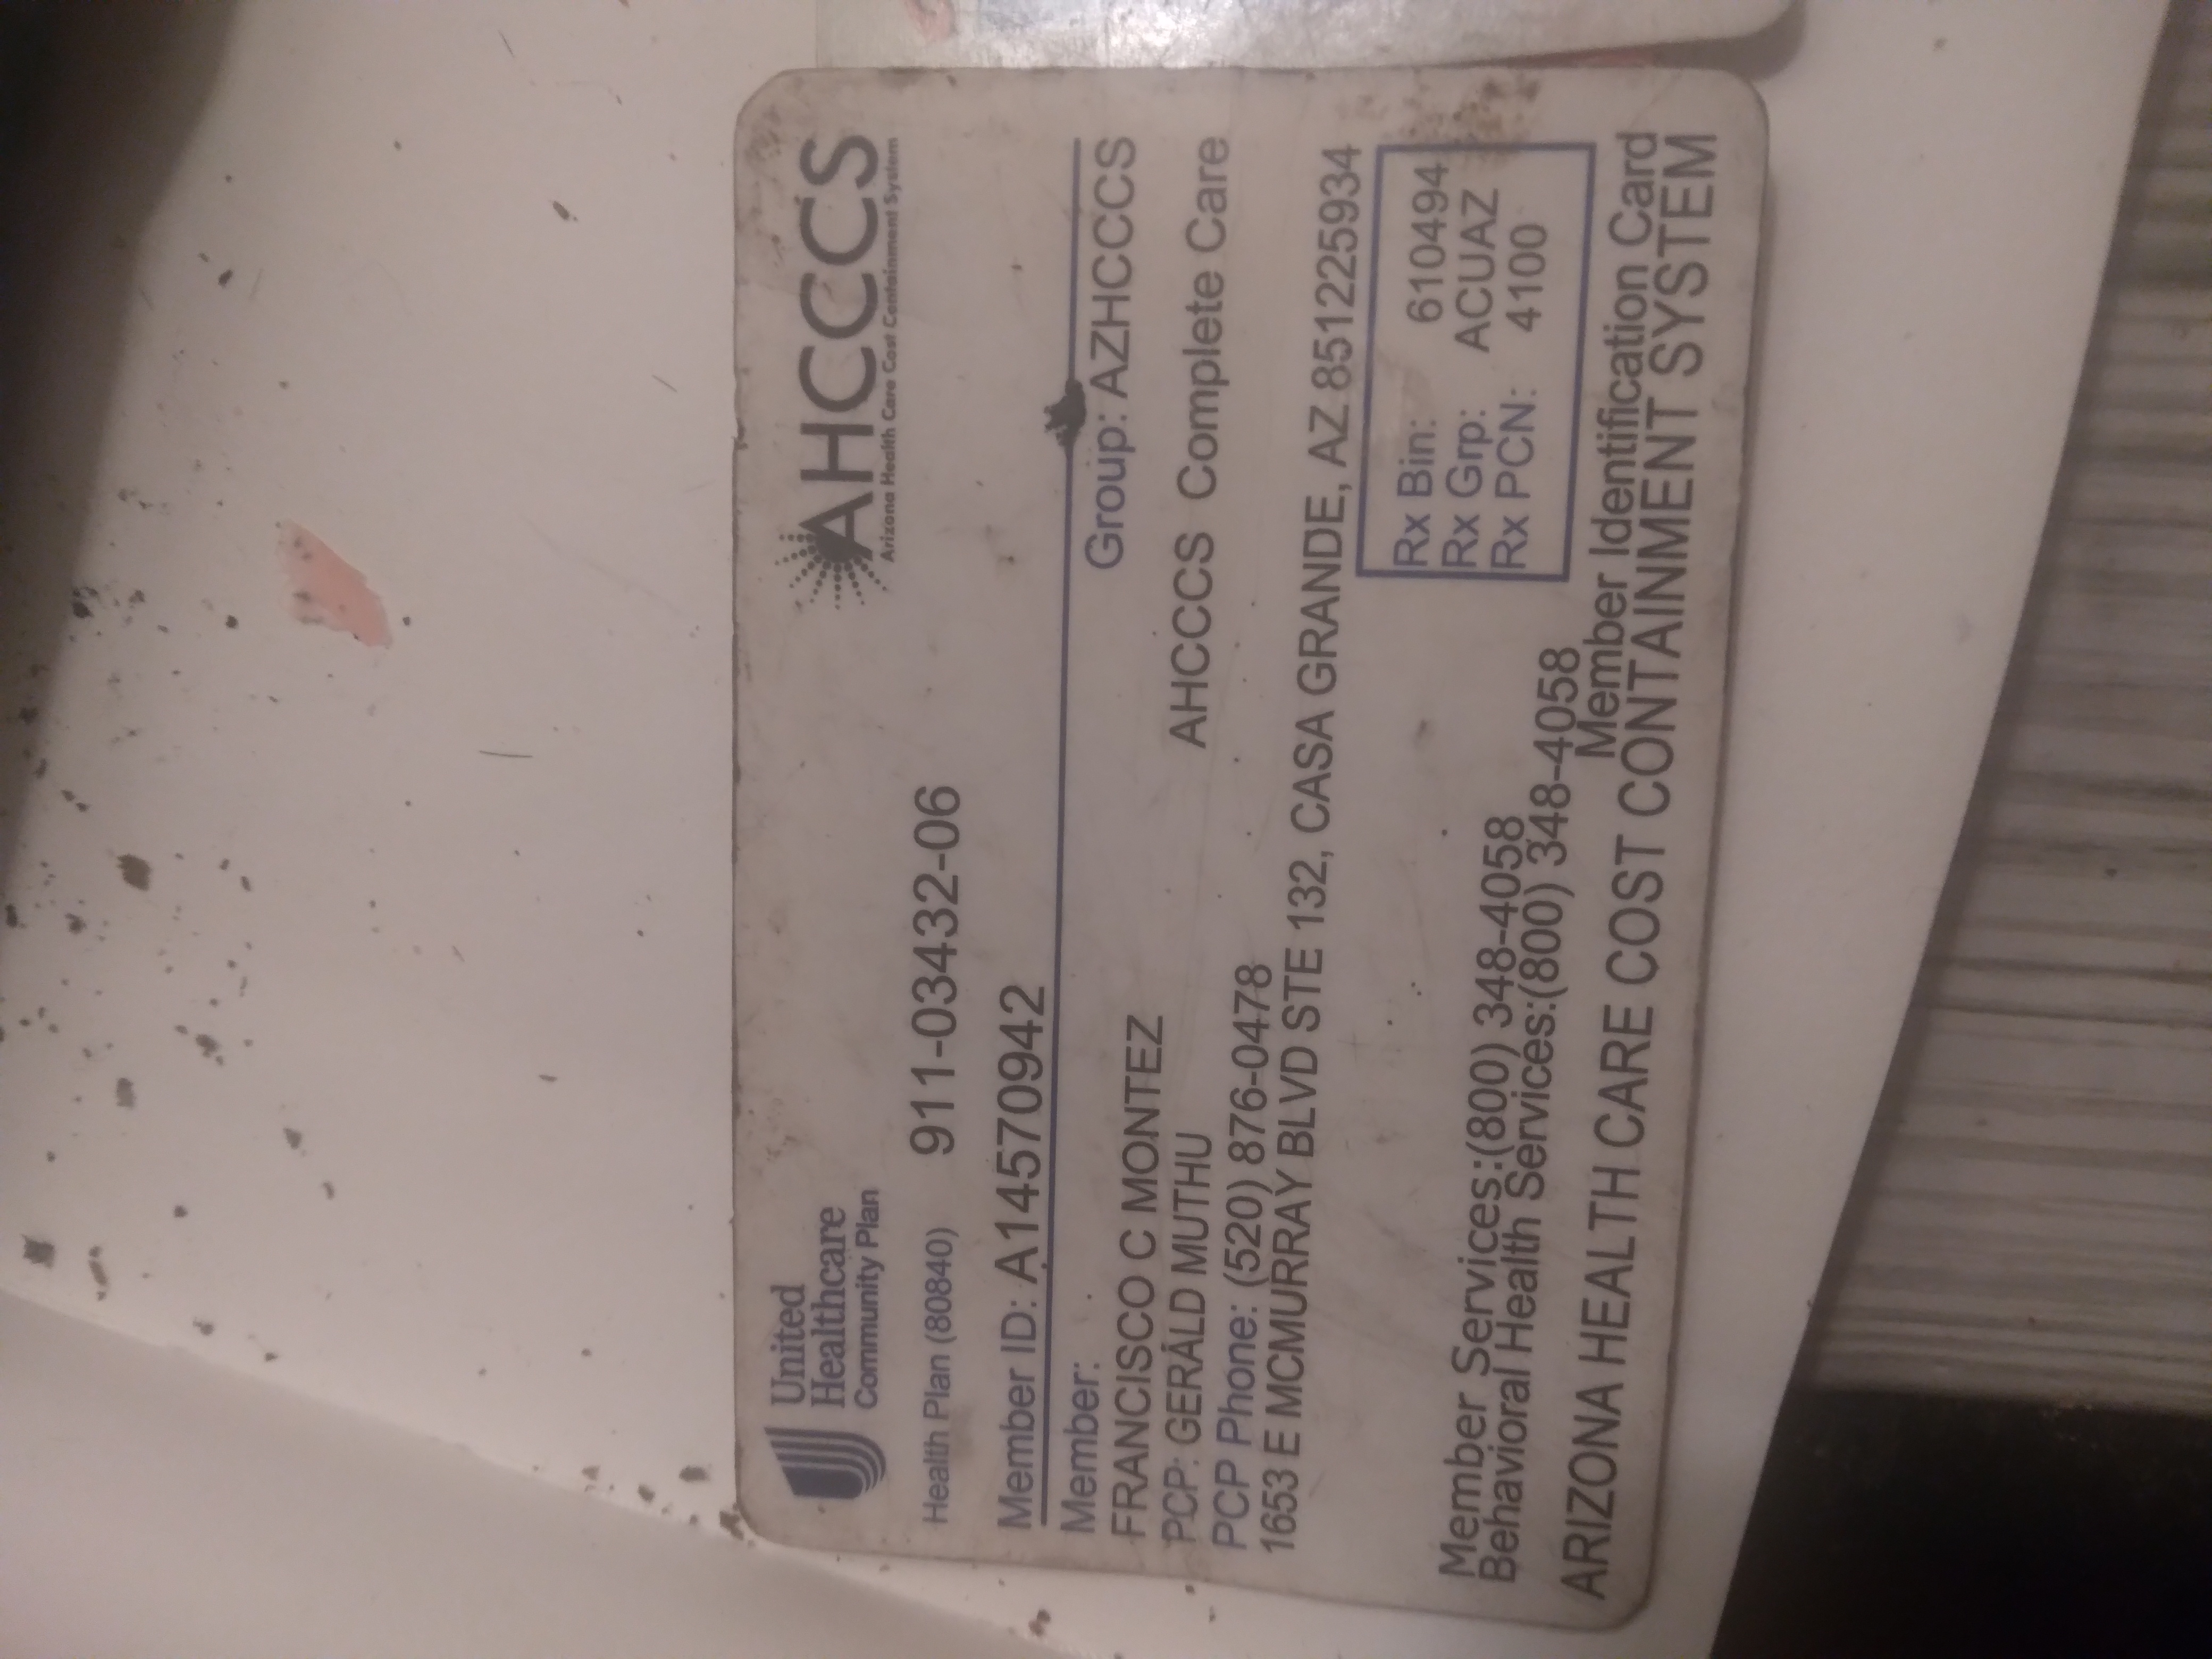 United
Healthcare
Community Plan
AHCCCS
Arizona Health Care Cost Containment System
Health Plan (80840) 911-03432-06
Member ID: A14570942
Member: Group: AZHCCCS
FRANCISCO C MONTEZ
PCP: GERALD MUTHU AHCCCS Complete Care
PCP Phone: (520) 876-0478
1653 E MCMURRAY BLVD STE 132, CASA GRANDE, AZ 851225934
Rx Bin: 610494
Rx Grp: ACUAZ
Rx PCN: 4100
Member Services:(800) 348-4058
Behavioral Health Services:(800) 348-4058
Member Identification Card
ARIZONA HEALTH CARE COST CONTAINMENT SYSTEM